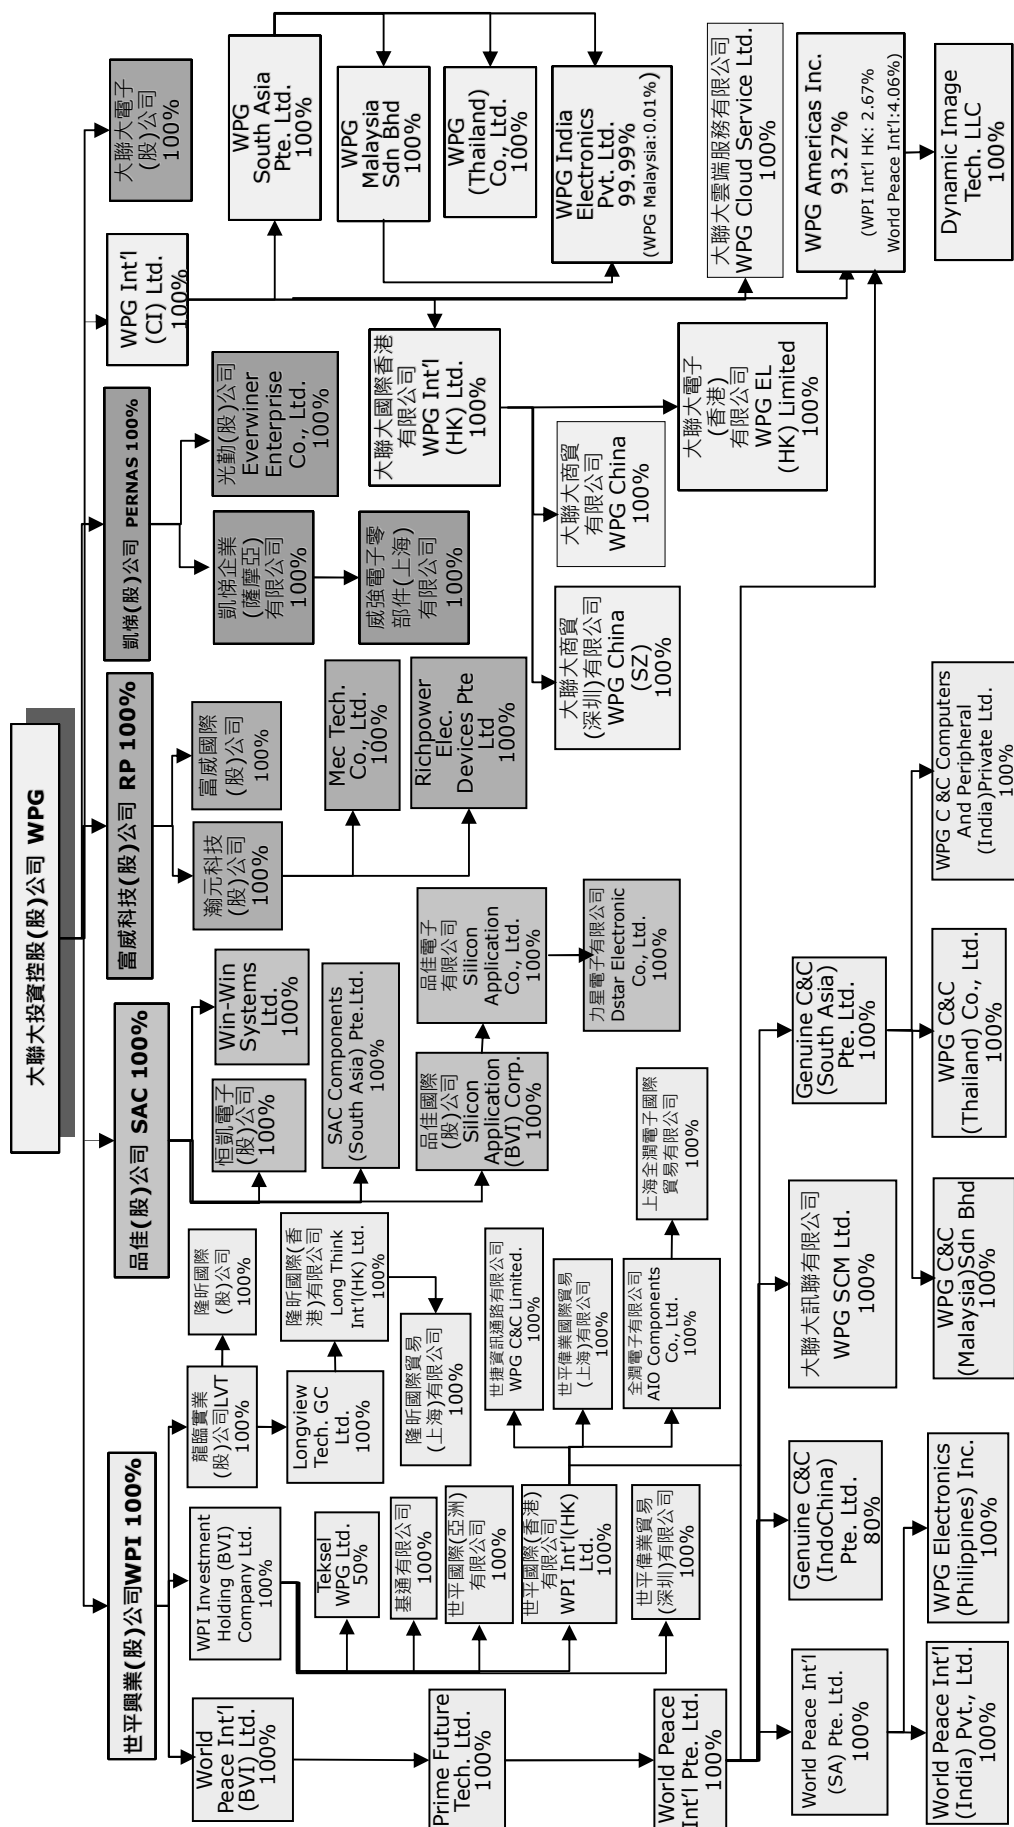 大聯大投資控股(股)公司 WPG
世平興業(股)公司WPI 100%
品佳(股)公司 SAC 100%
富威科技(股)公司 RP 100%
凱悌(股)公司 PERNAS 100%
WPG Int'l
(CI) Ltd.
100%
大聯大電子
(股)公司
100%
World
Peace Int'l
(BVI) Ltd.
100%
WPI Investment
Holding (BVI)
Company Ltd.
100%
龍臨實業
(股)公司LVT
100%
隆昕國際
(股)公司
100%
Longview
Tech. GC
Ltd.
100%
隆昕國際(香
港)有限公司
Long Think
Int'l(HK) Ltd.
100%
隆昕國際貿易
(上海)有限公司
100%
恒凱電子
(股)公司
100%
Win-Win
Systems
Ltd.
100%
SAC Components
(South Asia) Pte.Ltd.
100%
品佳國際
(股)公司
Silicon
Application
(BVI) Corp.
100%
品佳電子
有限公司
Silicon
Application
Co., Ltd.
100%
力星電子有限公司
Dstar Electronic
Co., Ltd.
100%
瀚元科技
(股)公司
100%
富威國際
(股)公司
100%
Mec Tech.
Co., Ltd.
100%
Richpower
Elec.
Devices Pte
Ltd
100%
凱悌企業
(薩摩亞)
有限公司
100%
光勤(股)公司
Everwiner
Enterprise
Co., Ltd.
100%
威強電子零
部件(上海)
有限公司
100%
WPG
South Asia
Pte. Ltd.
100%
WPG
Malaysia
Sdn Bhd
100%
WPG
(Thailand)
Co., Ltd.
100%
WPG India
Electronics
Pvt. Ltd.
99.99%
(WPG Malaysia:0.01%)
大聯大國際香港
有限公司
WPG Int'l
(HK) Ltd.
100%
大聯大商貿
(深圳)有限公司
WPG China
(SZ)
100%
大聯大商貿
有限公司
WPG China
100%
大聯大電子
(香港)
有限公司
WPG EL
(HK) Limited
100%
大聯大雲端服務有限公司
WPG Cloud Service Ltd.
100%
WPG Americas Inc.
93.27%
(WPI Int'l HK: 2.67%
World Peace Int'l:4.06%)
Dynamic Image
Tech. LLC
100%
Teksel
WPG Ltd.
50%
基通有限公司
100%
世平國際(亞洲)
有限公司
100%
世平國際(香港)
有限公司
WPI Int'l(HK)
Ltd.
100%
世平偉業貿易
(深圳)有限公司
100%
世捷資訊通路有限公司
WPG C&C Limited.
100%
世平偉業國際貿易
(上海)有限公司
100%
全潤電子有限公司
AIO Components
Co., Ltd.
100%
上海全潤電子國際
貿易有限公司
100%
Prime Future
Tech. Ltd.
100%
World Peace
Int'l Pte. Ltd.
100%
World Peace Int'l
(SA) Pte. Ltd.
100%
Genuine C&C
(IndoChina)
Pte. Ltd.
80%
大聯大訊聯有限公司
WPG SCM Ltd.
100%
Genuine C&C
(South Asia)
Pte. Ltd.
100%
World Peace Int'l
(India) Pvt., Ltd.
100%
WPG Electronics
(Philippines) Inc.
100%
WPG C&C
(Malaysia)Sdn Bhd
100%
WPG C&C
(Thailand) Co., Ltd.
100%
WPG C &C Computers
And Peripheral
(India)Private Ltd.
100%